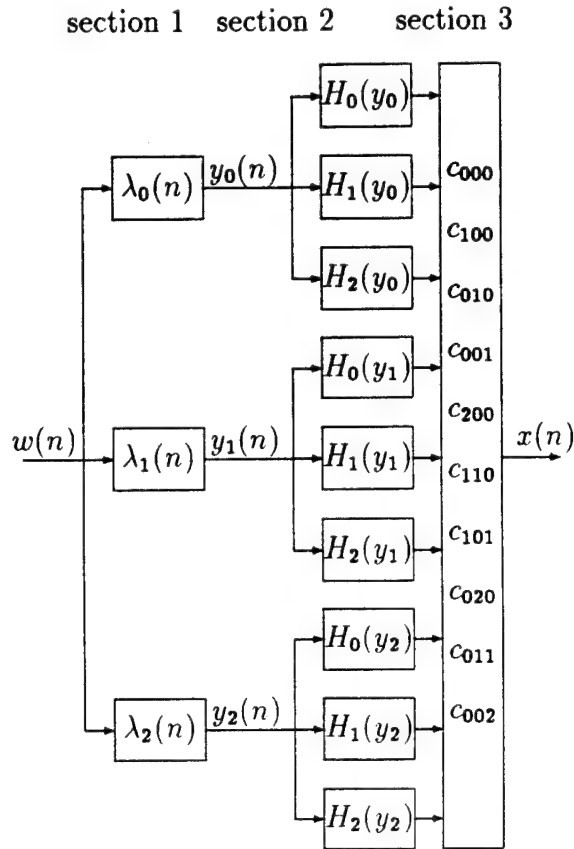 section 1 section 2 section 3
H₀(y₀)
λ₀(n) y₀(n) H₁(y₀) c₀₀₀
c₁₀₀
H₂(y₀) c₀₁₀
H₀(y₁) c₀₀₁
c₂₀₀
w(n) λ₁(n) y₁(n) H₁(y₁) c₁₁₀ x(n)
H₂(y₁) c₁₀₁
c₀₂₀
H₀(y₂) c₀₁₁
λ₂(n) y₂(n) H₁(y₂) c₀₀₂
H₂(y₂)